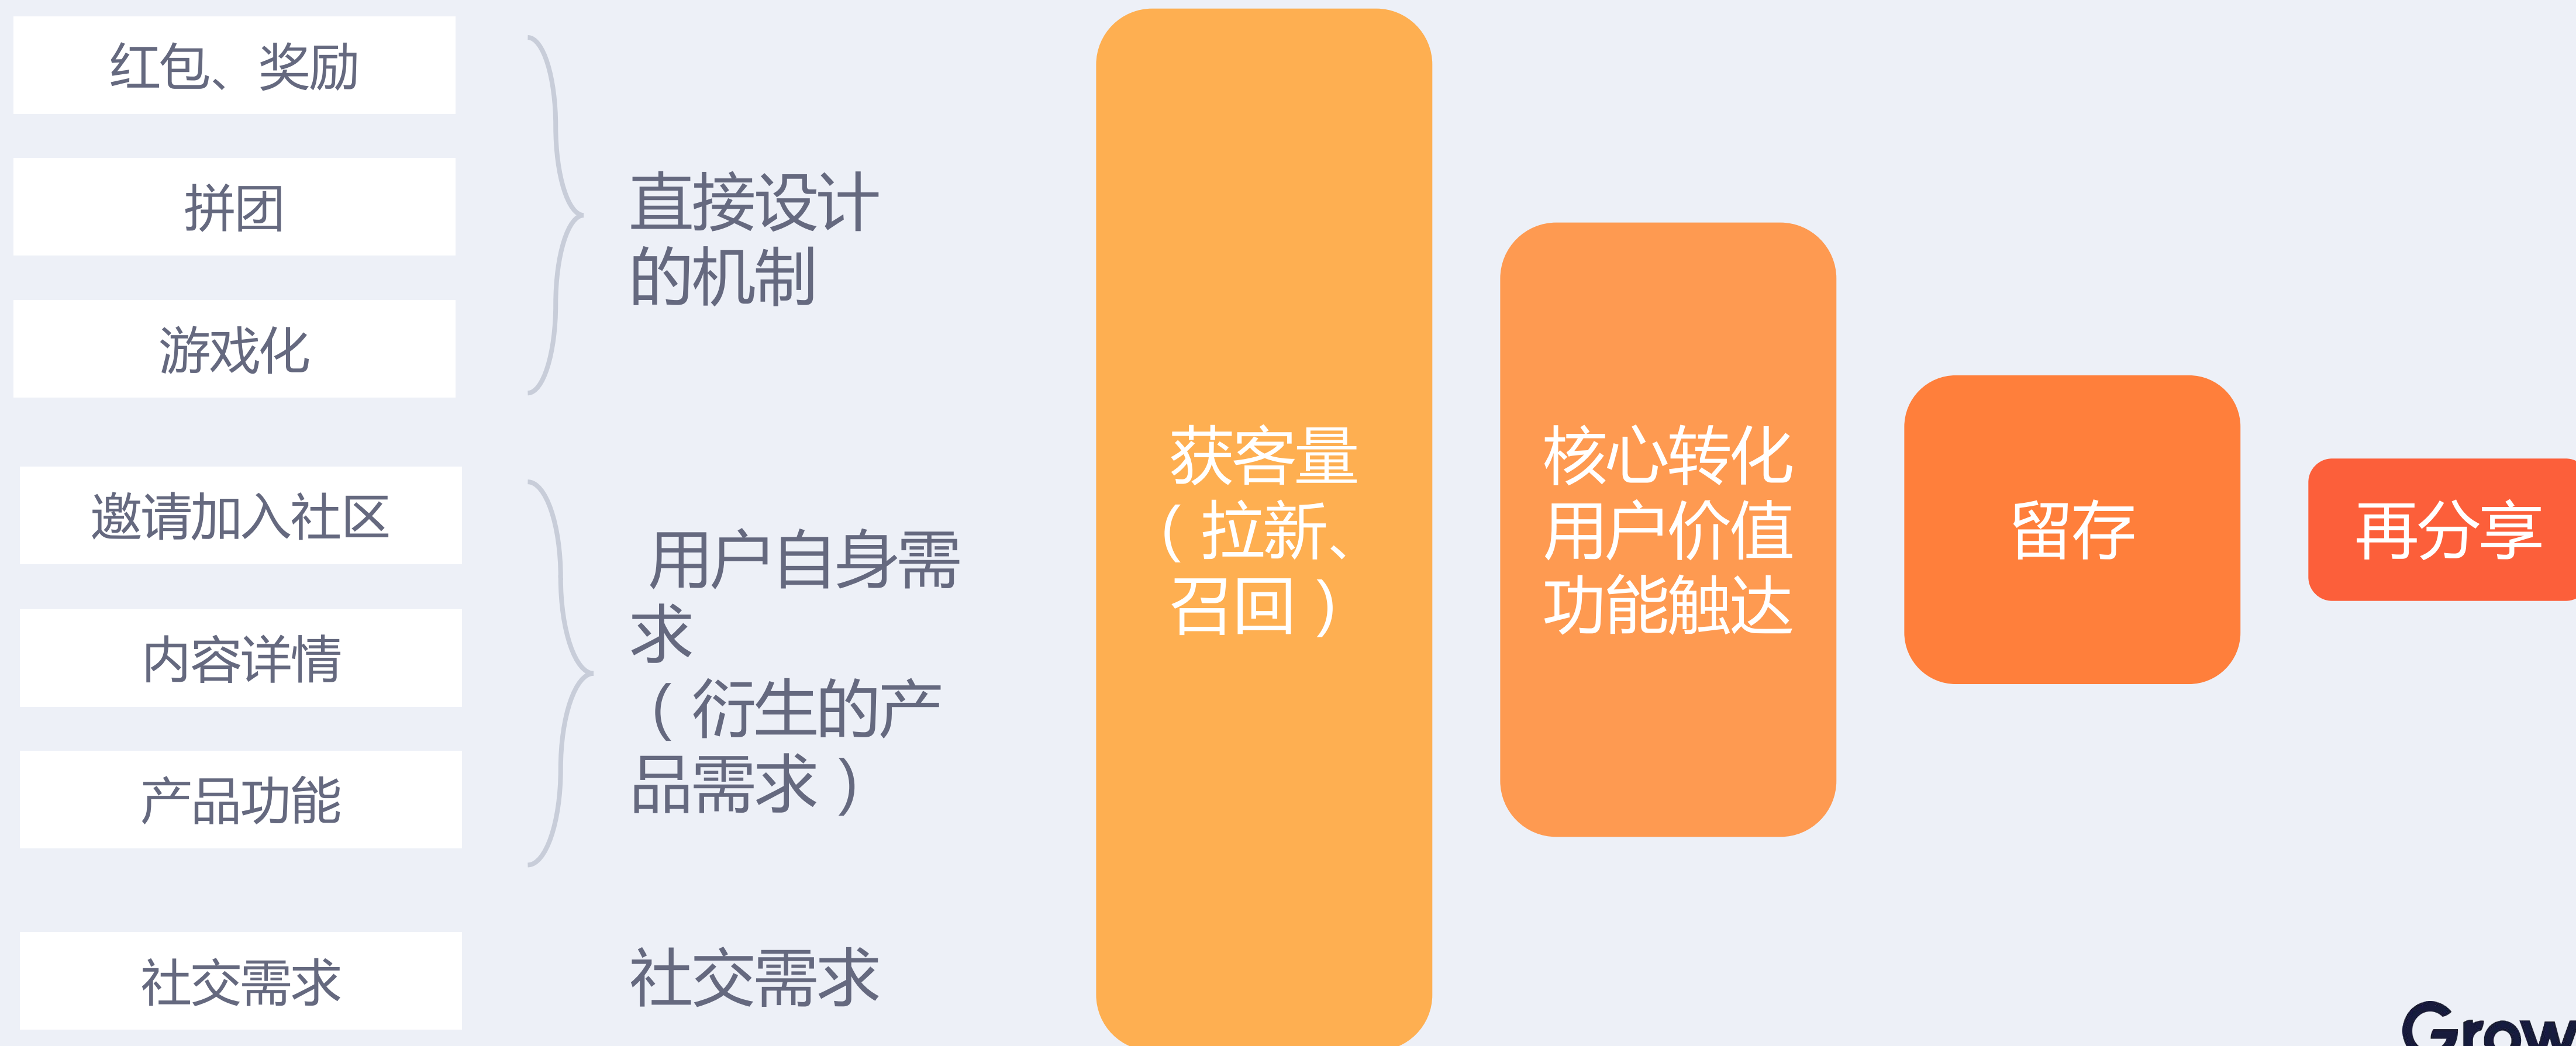 红包、奖励
拼团
游戏化
直接设计
的机制
邀请加入社区
内容详情
产品功能
用户自身需
求
（衍生的产
品需求）
社交需求
社交需求
获客量
（拉新、
召回）
核心转化
用户价值
功能触达
留存
再分享
Grow